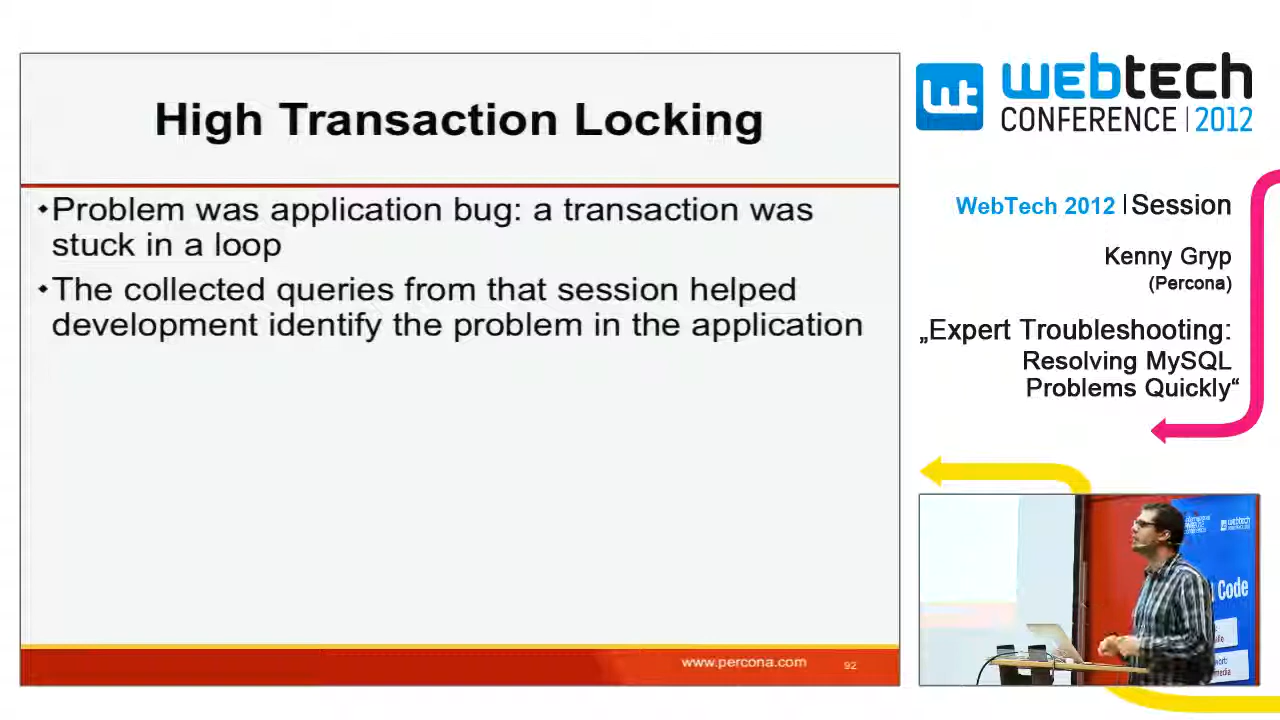 High Transaction Locking
•Problem was application bug: a transaction was
stuck in a loop
•The collected queries from that session helped
development identify the problem in the application
www.percona.com
92
wt
webtech
CONFERENCE | 2012
WebTech 2012 | Session
Kenny Gryp
(Percona)
„Expert Troubleshooting:
Resolving MySQL
Problems Quickly“
webtech
Code